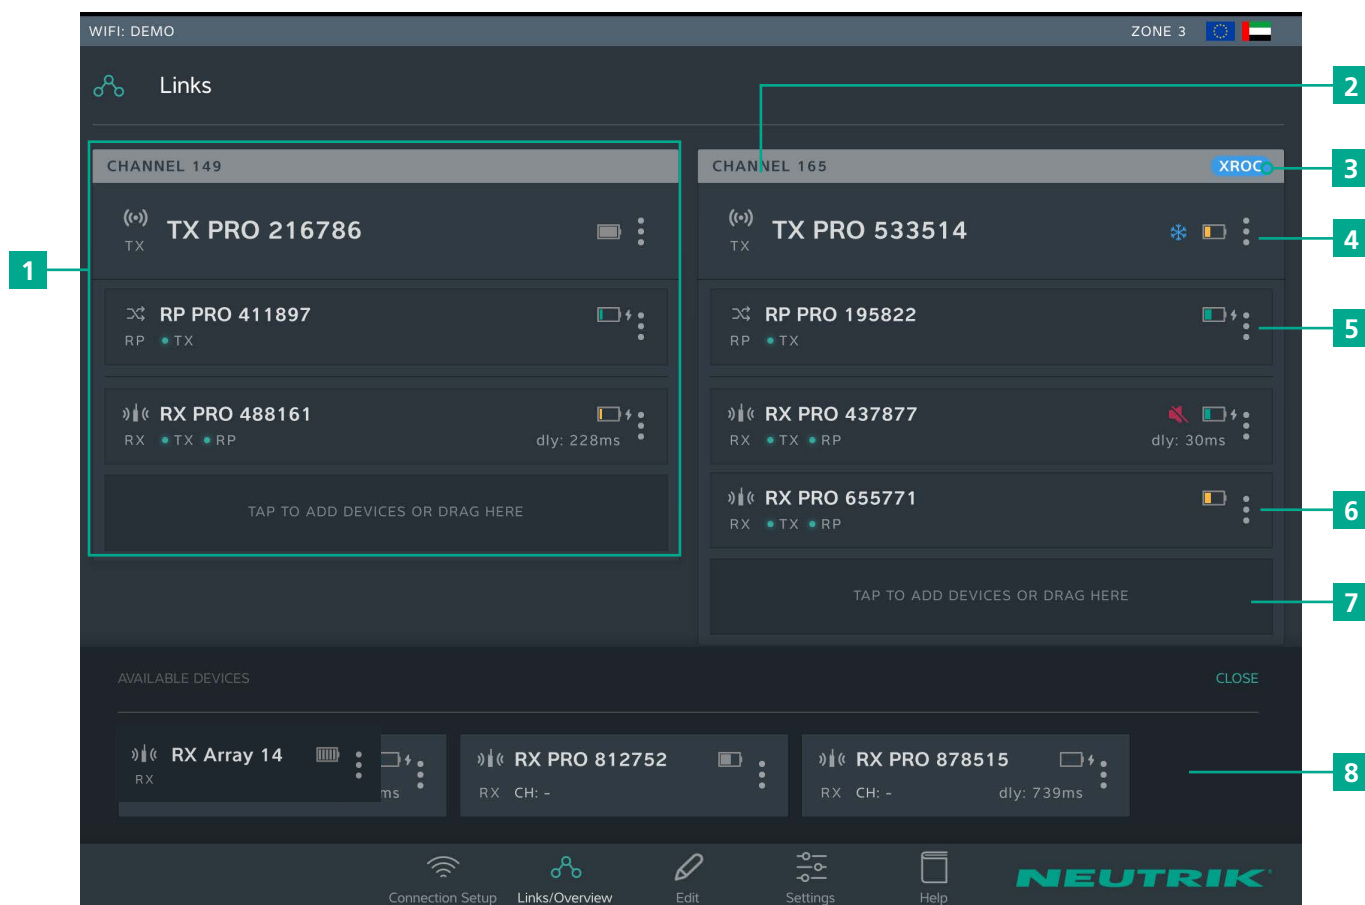 WIFI: DEMO
ZONE 3
Links
2
CHANNEL 149
CHANNEL 165
XROC
3
TX PRO 216786
TX
TX PRO 533514
TX
4
1
RP PRO 411897
RP TX
RP PRO 195822
RP TX
5
RX PRO 488161
RX TX RP
dly: 228ms
RX PRO 437877
RX TX RP
dly: 30ms
TAP TO ADD DEVICES OR DRAG HERE
RX PRO 655771
RX TX RP
6
TAP TO ADD DEVICES OR DRAG HERE
7
AVAILABLE DEVICES
CLOSE
RX Array 14
RX
ms
RX PRO 812752
RX CH: -
RX PRO 878515
RX CH: -
dly: 739ms
8
Connection Setup
Links/Overview
Edit
Settings
Help
NEUTRIK